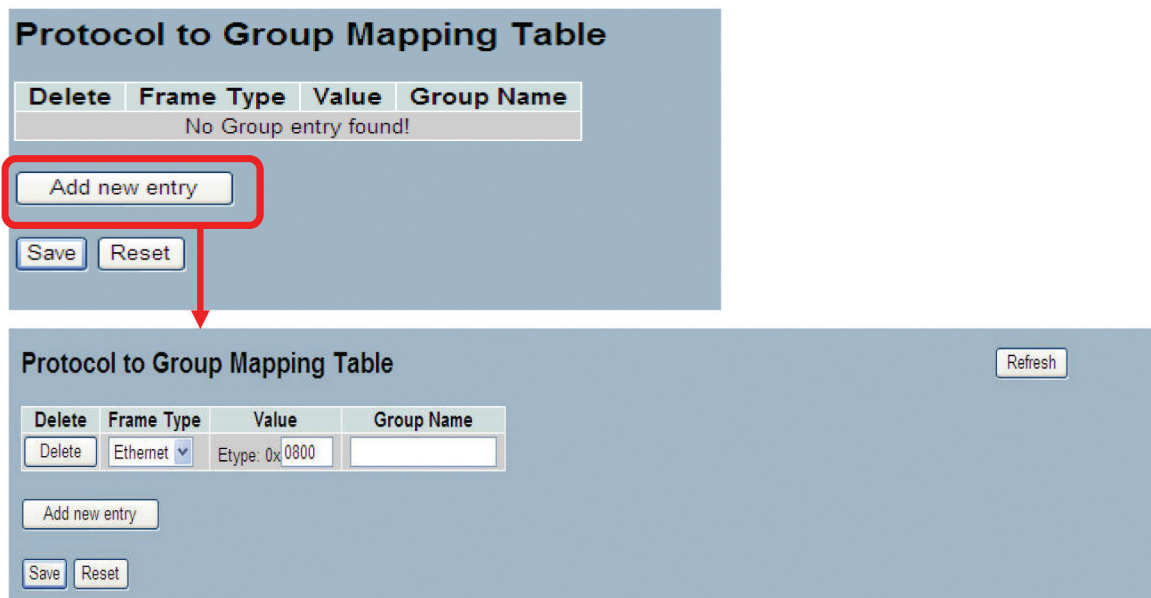 Protocol to Group Mapping Table
Delete Frame Type Value Group Name
No Group entry found!
Add new entry
Save Reset
Protocol to Group Mapping Table Refresh
Delete Frame Type Value Group Name
Delete Ethernet Etype: 0x 0800
Add new entry
Save Reset